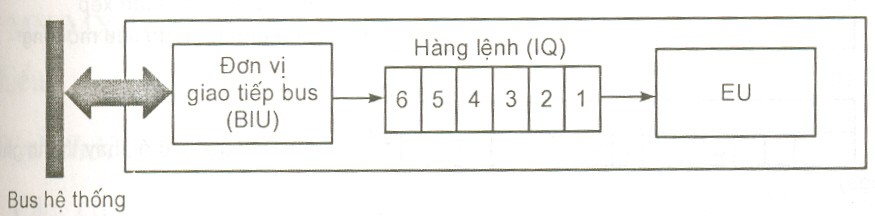 Hàng lệnh (IQ)
Đơn vị
giao tiếp bus
(BIU)
6 5 4 3 2 1
EU
Bus hệ thống